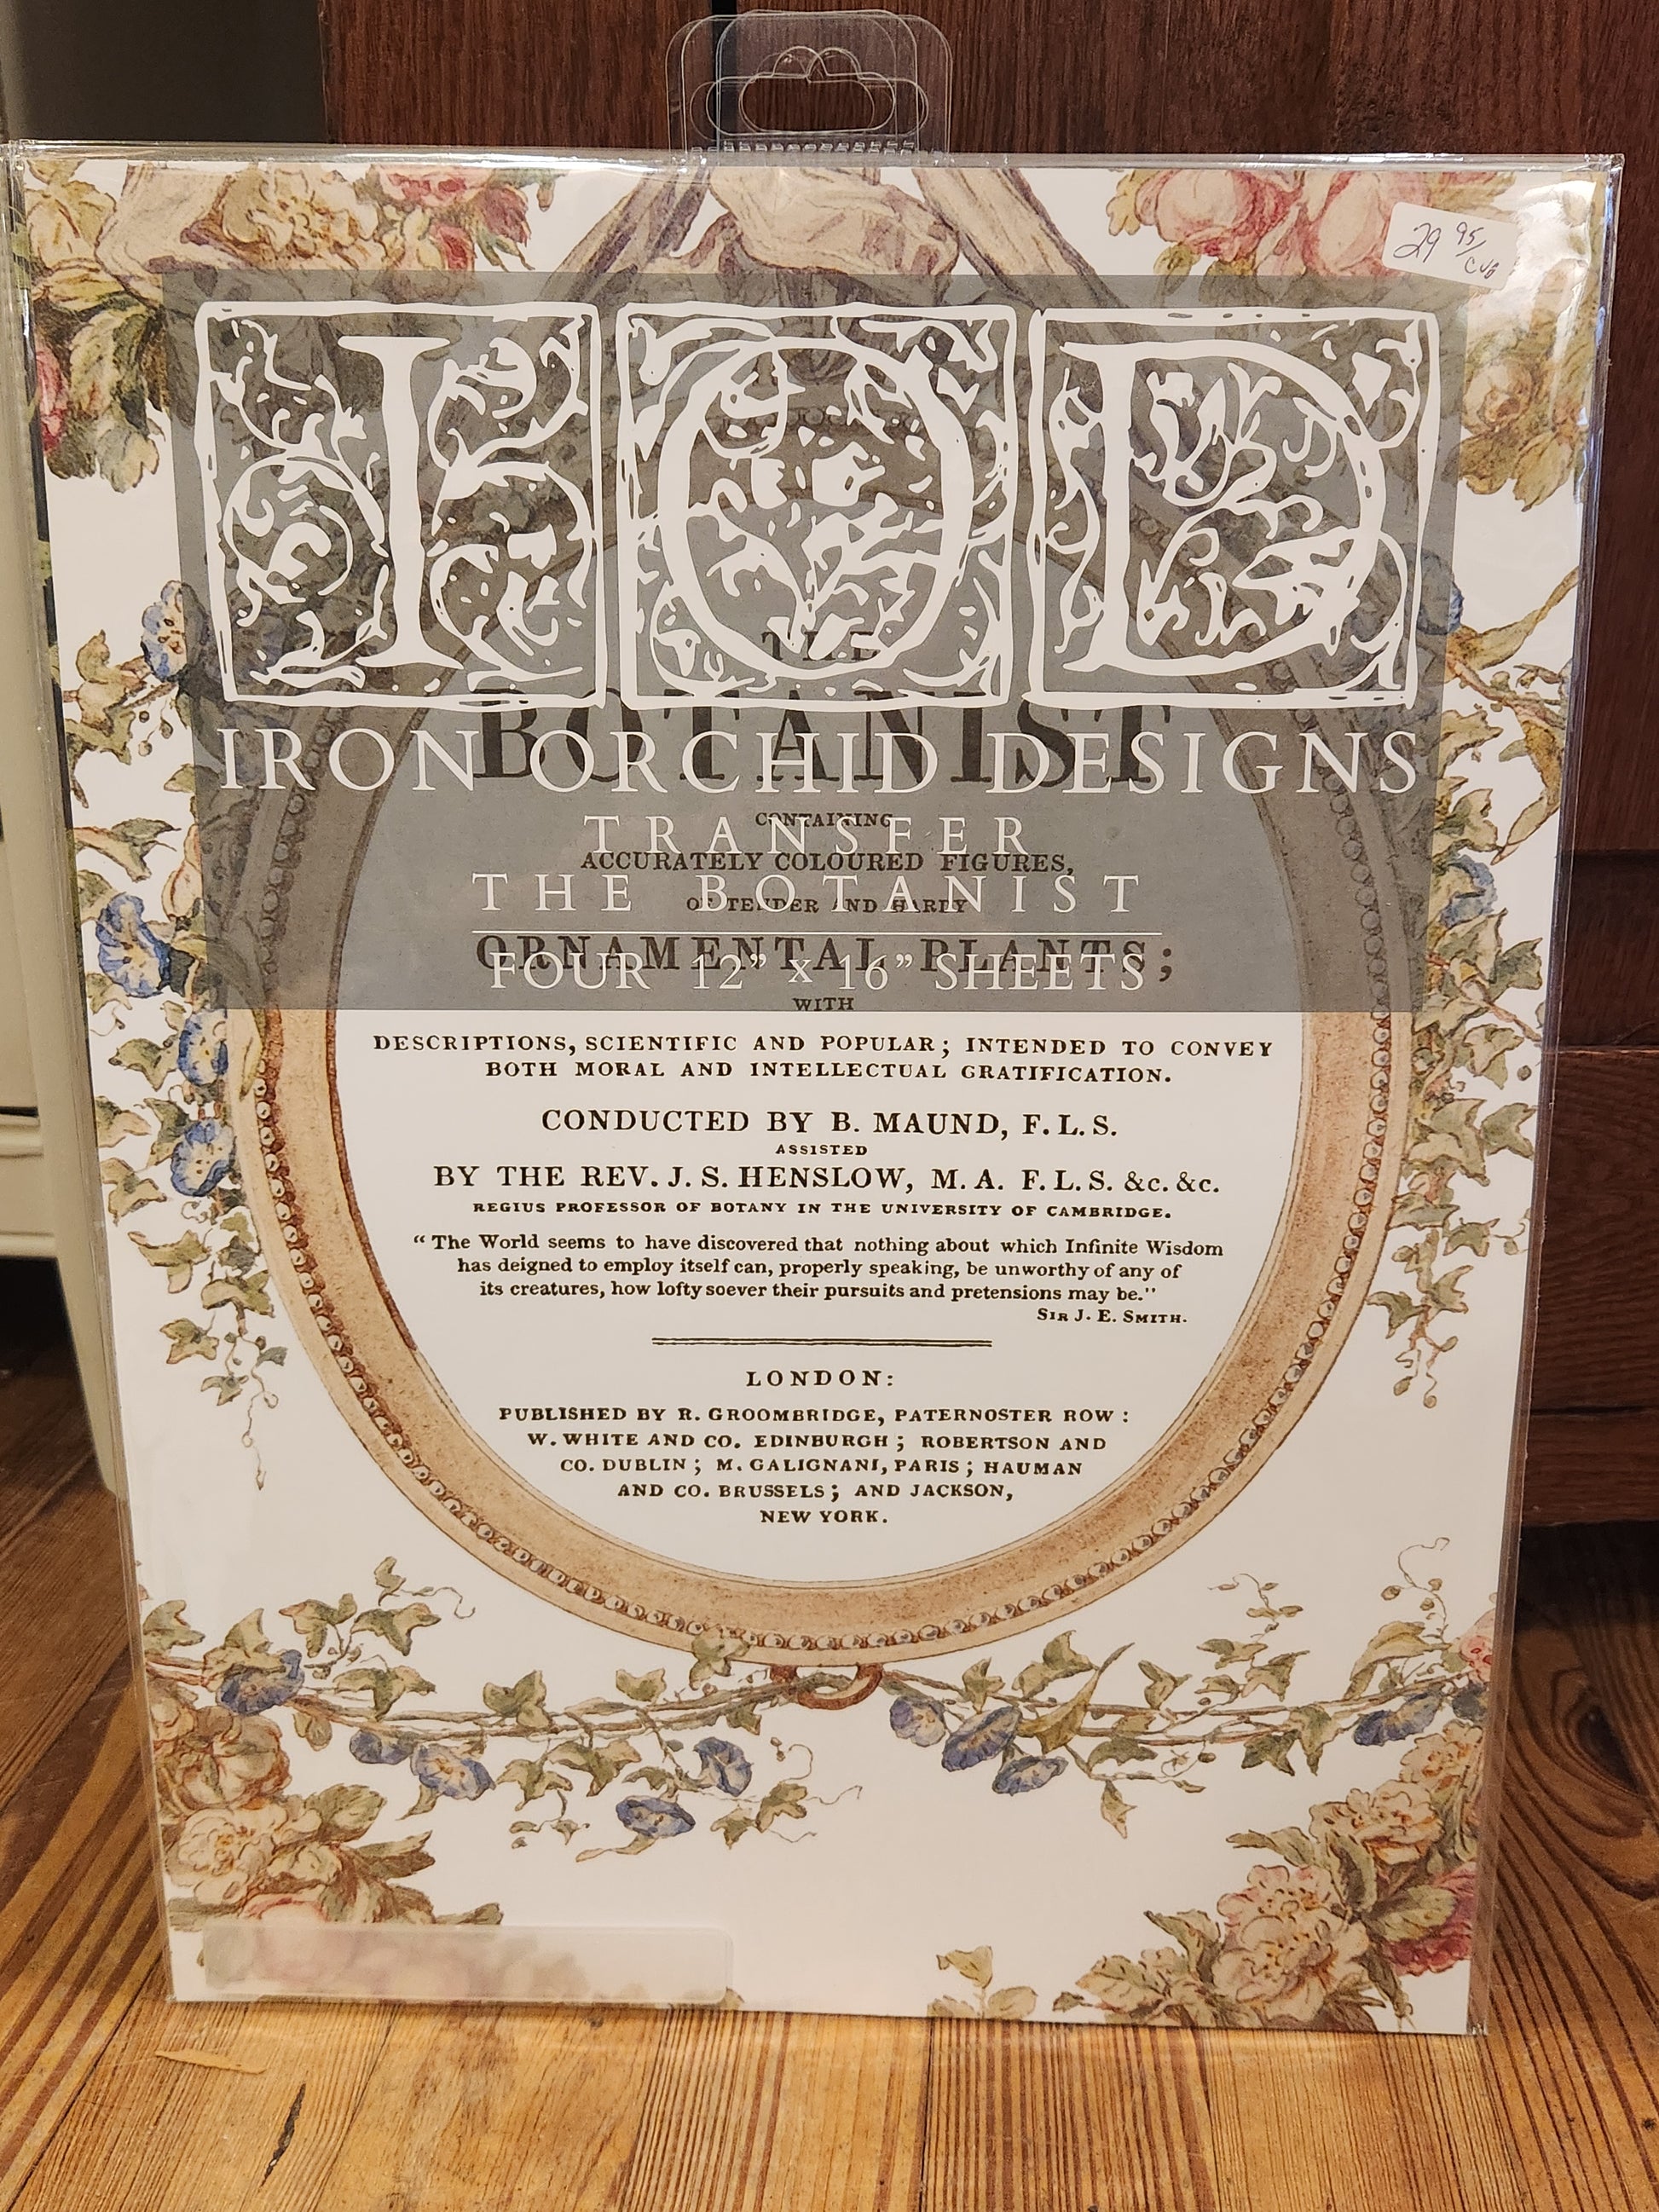 29 95/
CVG
IOD
THE
BOTANIST
IRON ORCHID DESIGNS
CONTAINING
TRANSFER
ACCURATELY COLOURED FIGURES,
THE BOTANIST
OF TENDER AND HARDY
ORNAMENTAL PLANTS;
FOUR 12” x 16” SHEETS
WITH
DESCRIPTIONS, SCIENTIFIC AND POPULAR; INTENDED TO CONVEY
BOTH MORAL AND INTELLECTUAL GRATIFICATION.
CONDUCTED BY B. MAUND, F.L.S.
ASSISTED
BY THE REV. J. S. HENSLOW, M.A. F.L.S. &c. &c.
REGIUS PROFESSOR OF BOTANY IN THE UNIVERSITY OF CAMBRIDGE.
“The World seems to have discovered that nothing about which Infinite Wisdom
has deigned to employ itself can, properly speaking, be unworthy of any of
its creatures, how lofty soever their pursuits and pretensions may be.”
SIR J. E. SMITH.
LONDON:
PUBLISHED BY R. GROOMBRIDGE, PATERNOSTER ROW:
W. WHITE AND CO. EDINBURGH; ROBERTSON AND
CO. DUBLIN; M. GALIGNANI, PARIS; HAUMAN
AND CO. BRUSSELS; AND JACKSON,
NEW YORK.